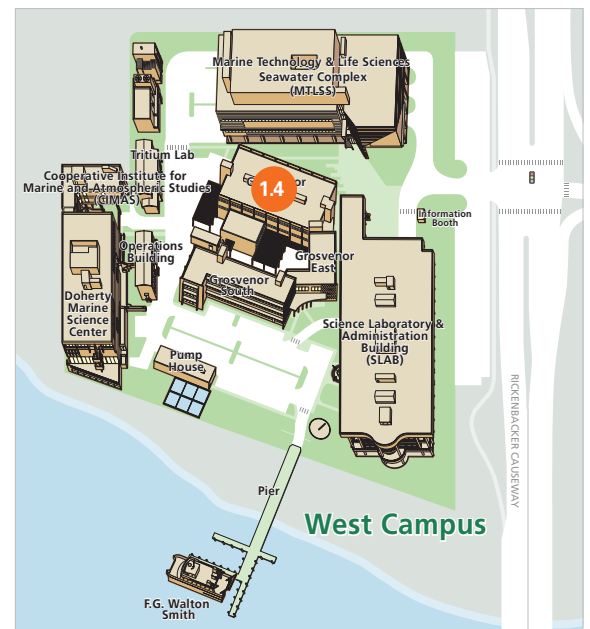 Marine Technology & Life Sciences
Seawater Complex
(MTLSS)
Tritium Lab
Cooperative Institute for
Marine and Atmospheric Studies
(CIMAS)
1.4
Information
Booth
Operations
Building
Grosvenor
East
Grosvenor
South
Doherty
Marine
Science
Center
Science Laboratory &
Administration
Building
(SLAB)
Pump
House
RICKENBACKER CAUSEWAY
Pier
West Campus
F.G. Walton
Smith